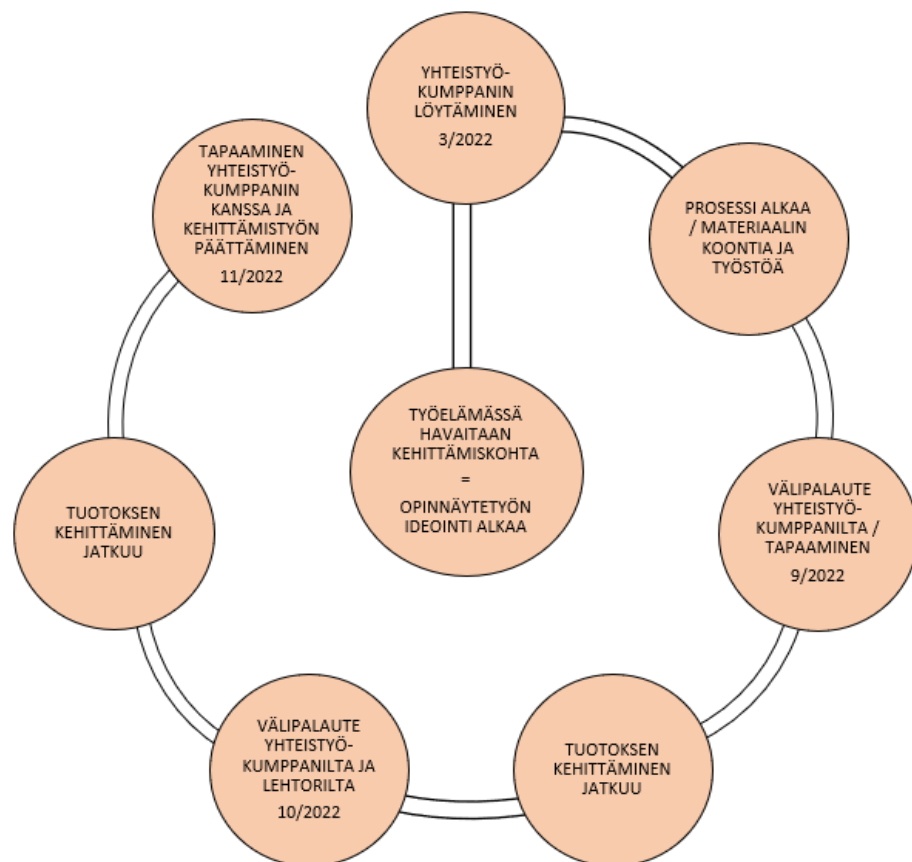 YHTEISTYÖ-
KUMPPANIN
LÖYTÄMINEN
3/2022
TAPAAMINEN
YHTEISTYÖ-
KUMPPANIN
KANSSA JA
KEHITTÄMISTYÖN
PÄÄTTÄMINEN
11/2022
PROSESSI ALKAA
/ MATERIAALIN
KOONTIA JA
TYÖSTÖÄ
TYÖELÄMÄSSÄ
HAVAITAAN
KEHITTÄMISKOHTA
=
OPINNÄYTETYÖN
IDEOINTI ALKAA
TUOTOKSEN
KEHITTÄMINEN
JATKUU
VÄLIPALAUTE
YHTEISTYÖ-
KUMPPANILTA /
TAPAAMINEN
9/2022
VÄLIPALAUTE
YHTEISTYÖ-
KUMPPANILTA JA
LEHTORILTA
10/2022
TUOTOKSEN
KEHITTÄMINEN
JATKUU